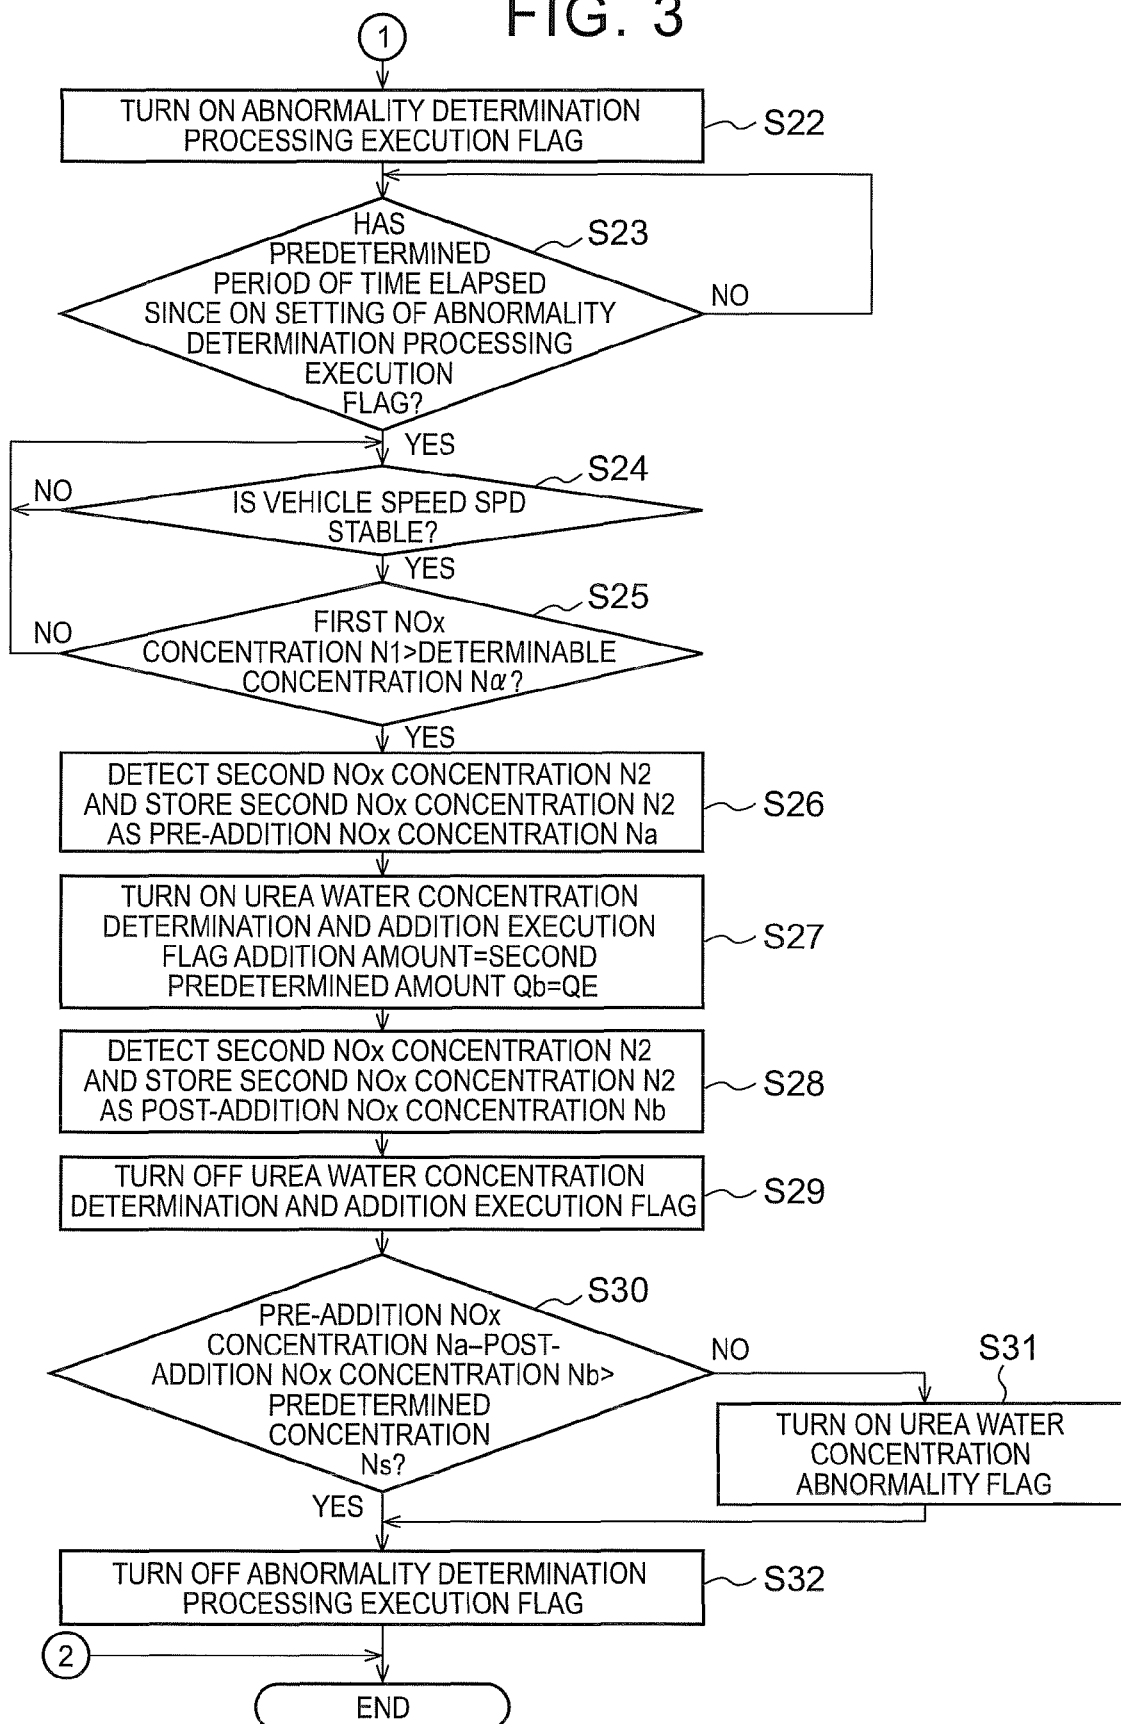 FIG. 3
1
TURN ON ABNORMALITY DETERMINATION
PROCESSING EXECUTION FLAG
S22
HAS
PREDETERMINED
PERIOD OF TIME ELAPSED
SINCE ON SETTING OF ABNORMALITY
DETERMINATION PROCESSING
EXECUTION
FLAG?
S23
NO
YES
IS VEHICLE SPEED SPD
STABLE?
S24
NO
YES
FIRST NOx
CONCENTRATION N1>DETERMINABLE
CONCENTRATION Nα?
S25
NO
YES
DETECT SECOND NOx CONCENTRATION N2
AND STORE SECOND NOx CONCENTRATION N2
AS PRE-ADDITION NOx CONCENTRATION Na
S26
TURN ON UREA WATER CONCENTRATION
DETERMINATION AND ADDITION EXECUTION
FLAG ADDITION AMOUNT=SECOND
PREDETERMINED AMOUNT Qb=QE
S27
DETECT SECOND NOx CONCENTRATION N2
AND STORE SECOND NOx CONCENTRATION N2
AS POST-ADDITION NOx CONCENTRATION Nb
S28
TURN OFF UREA WATER CONCENTRATION
DETERMINATION AND ADDITION EXECUTION FLAG
S29
PRE-ADDITION NOx
CONCENTRATION Na–POST-
ADDITION NOx CONCENTRATION Nb>
PREDETERMINED
CONCENTRATION
Ns?
S30
NO
S31
TURN ON UREA WATER
CONCENTRATION
ABNORMALITY FLAG
YES
TURN OFF ABNORMALITY DETERMINATION
PROCESSING EXECUTION FLAG
S32
2
END